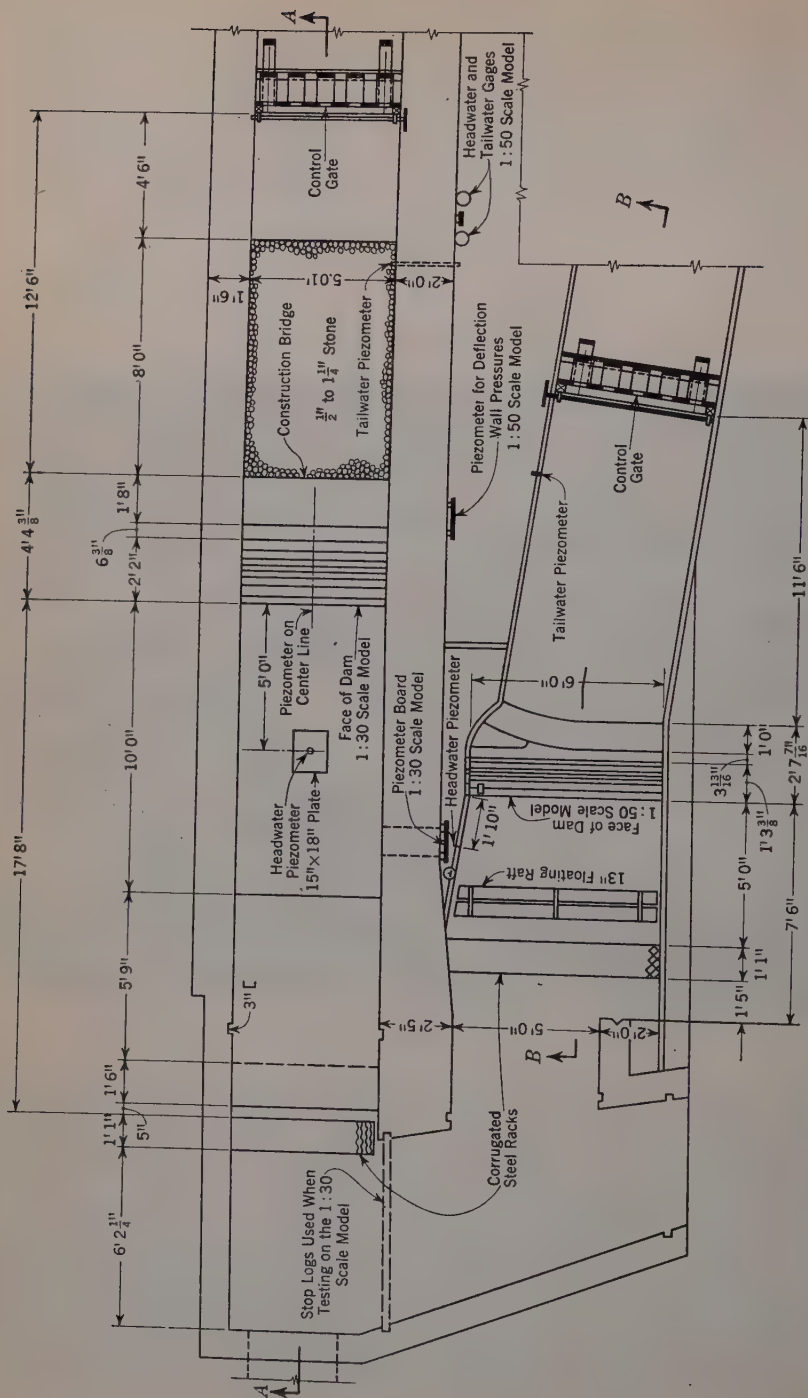 17'8"
4'4 3/8"
12'6"
6'2 1/4"
1'1"
5"
1'6"
5'9"
10'0"
2'2"
6 3/8"
1'8"
8'0"
4'6"
A
A
3" [
5'0"
Headwater
Piezometer
15"×18" Plate
Piezometer on
Center Line
Face of Dam
1:30 Scale Model
Construction Bridge
1/2" to 1 1/4" Stone
Tailwater Piezometer
1'6"
5.01'
2'0"
Control
Gate
Stop Logs Used When
Testing on the 1:30
Scale Model
Corrugated
Steel Racks
2'5"
5'0"
2'0"
B
Piezometer Board
1:30 Scale Model
Headwater Piezometer
1'10"
13" Floating Raft
Face of Dam
1:50 Scale Model
6'0"
Piezometer for Deflection
Wall Pressures
1:50 Scale Model
Headwater and
Tailwater Gages
1:50 Scale Model
Tailwater Piezometer
Control
Gate
B
1'5"
1'1"
5'0"
1'3 3/8"
3 13/16"
1'0"
7'6"
2'7 7/16"
11'6"